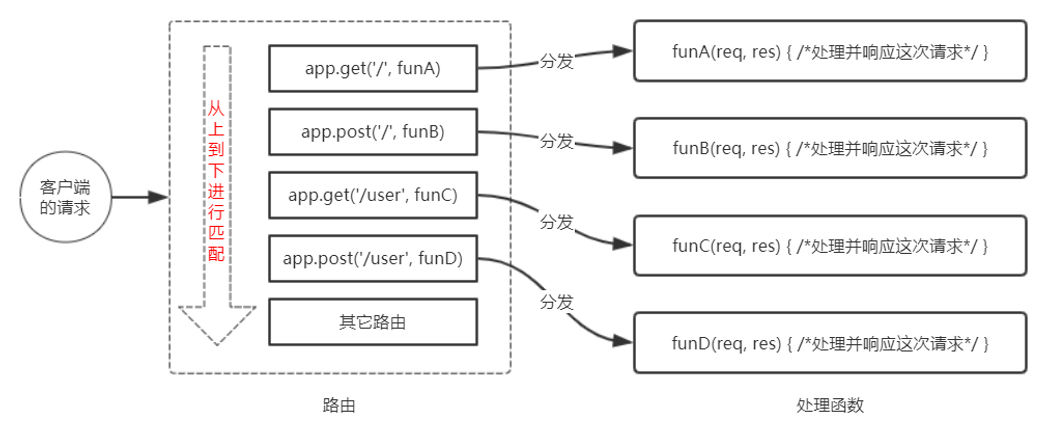 客户端
的请求
从上到下进行匹配
app.get('/', funA)
app.post('/', funB)
app.get('/user', funC)
app.post('/user', funD)
其它路由
路由
分发
分发
分发
分发
funA(req, res) { /*处理并响应这次请求*/ }
funB(req, res) { /*处理并响应这次请求*/ }
funC(req, res) { /*处理并响应这次请求*/ }
funD(req, res) { /*处理并响应这次请求*/ }
处理函数